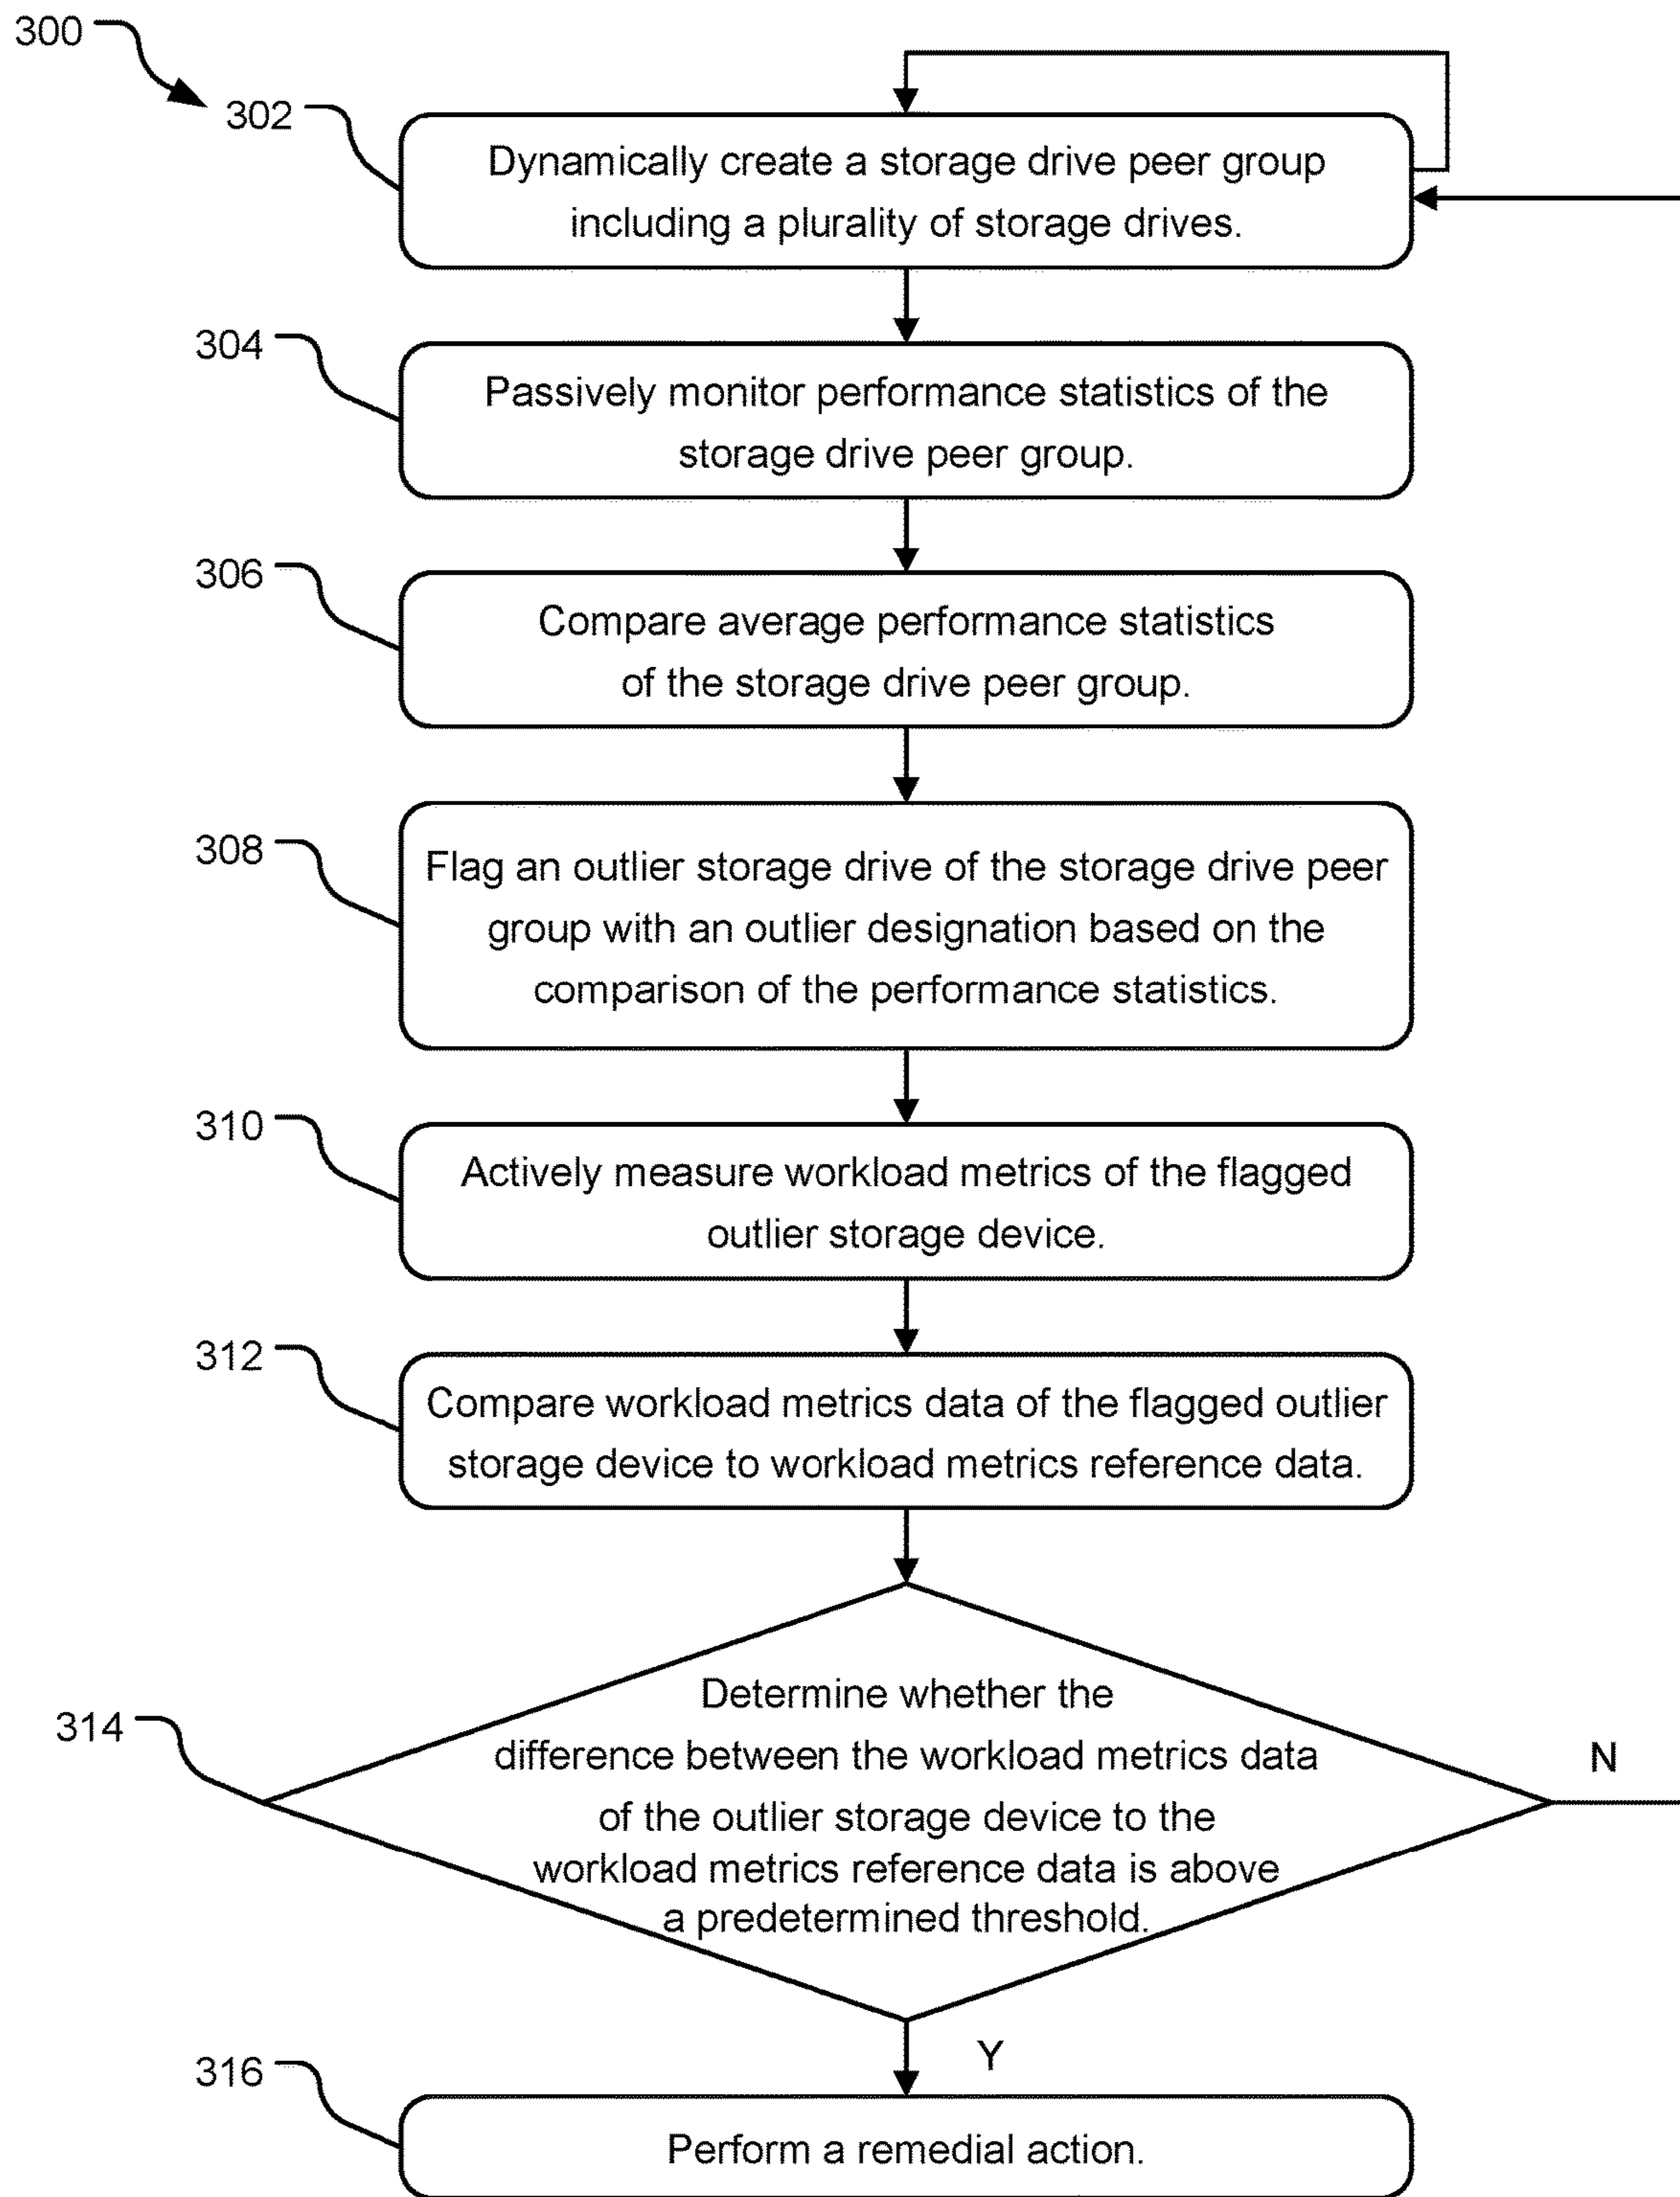 300
302
Dynamically create a storage drive peer group
including a plurality of storage drives.
304
Passively monitor performance statistics of the
storage drive peer group.
306
Compare average performance statistics
of the storage drive peer group.
308
Flag an outlier storage drive of the storage drive peer
group with an outlier designation based on the
comparison of the performance statistics.
310
Actively measure workload metrics of the flagged
outlier storage device.
312
Compare workload metrics data of the flagged outlier
storage device to workload metrics reference data.
314
Determine whether the
difference between the workload metrics data
of the outlier storage device to the
workload metrics reference data is above
a predetermined threshold.
N
Y
316
Perform a remedial action.